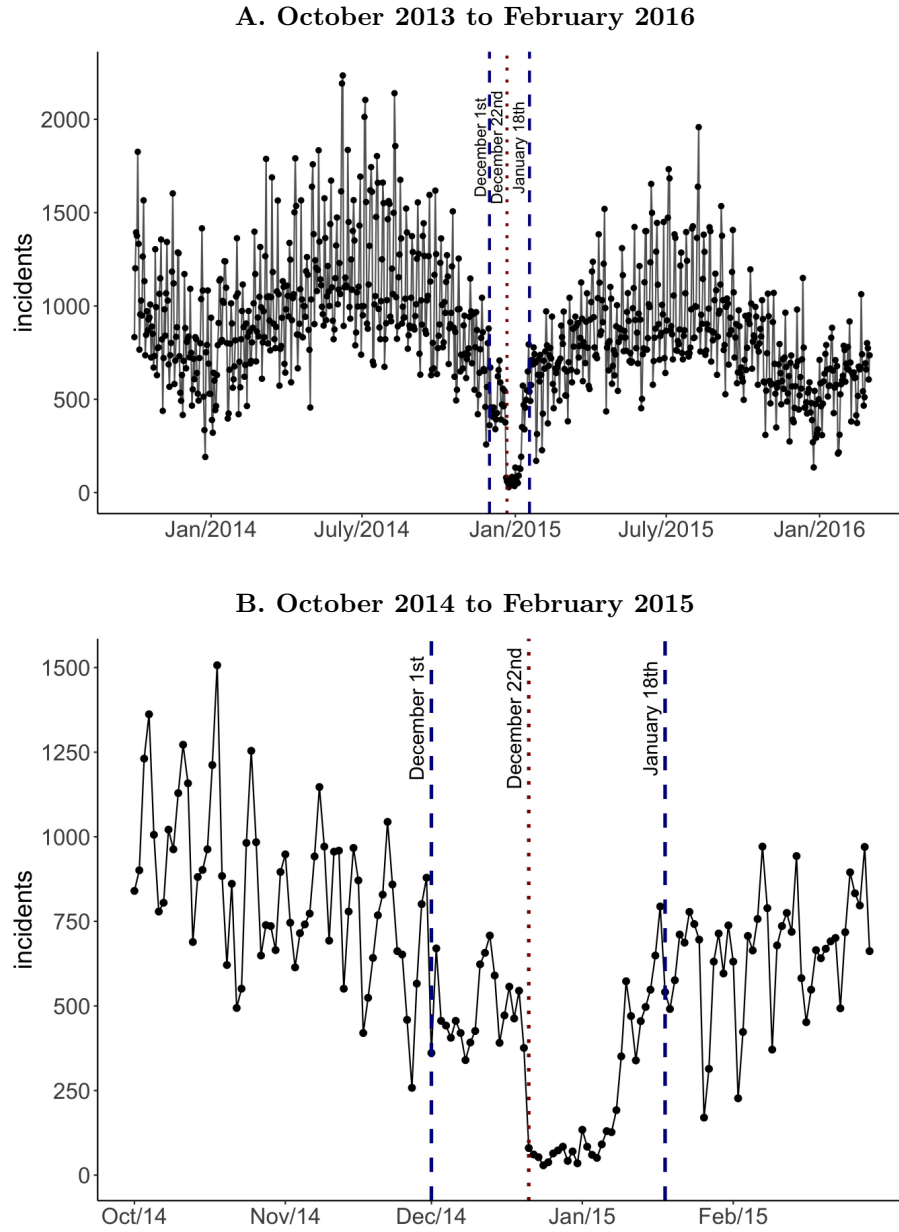 A. October 2013 to February 2016
2000
1500
1000
500
0
incidents
December 1st
December 22nd
January 18th
Jan/2014
July/2014
Jan/2015
July/2015
Jan/2016
B. October 2014 to February 2015
1500
1250
1000
750
500
250
0
incidents
December 1st
December 22nd
January 18th
Oct/14
Nov/14
Dec/14
Jan/15
Feb/15